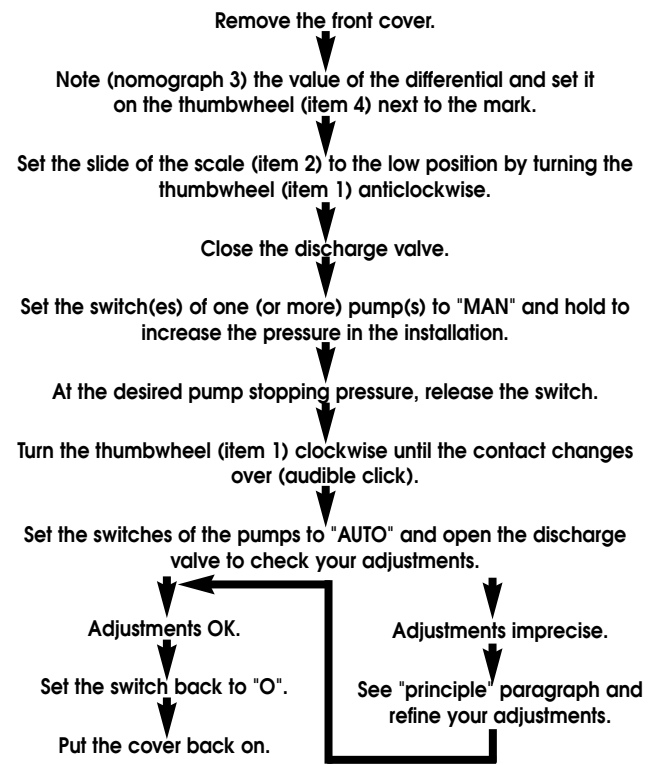 Remove the front cover.
Note (nomograph 3) the value of the differential and set it
on the thumbwheel (item 4) next to the mark.
Set the slide of the scale (item 2) to the low position by turning the
thumbwheel (item 1) anticlockwise.
Close the discharge valve.
Set the switch(es) of one (or more) pump(s) to "MAN" and hold to
increase the pressure in the installation.
At the desired pump stopping pressure, release the switch.
Turn the thumbwheel (item 1) clockwise until the contact changes
over (audible click).
Set the switches of the pumps to "AUTO" and open the discharge
valve to check your adjustments.
Adjustments OK.
Set the switch back to "O".
Put the cover back on.
Adjustments imprecise.
See "principle" paragraph and
refine your adjustments.